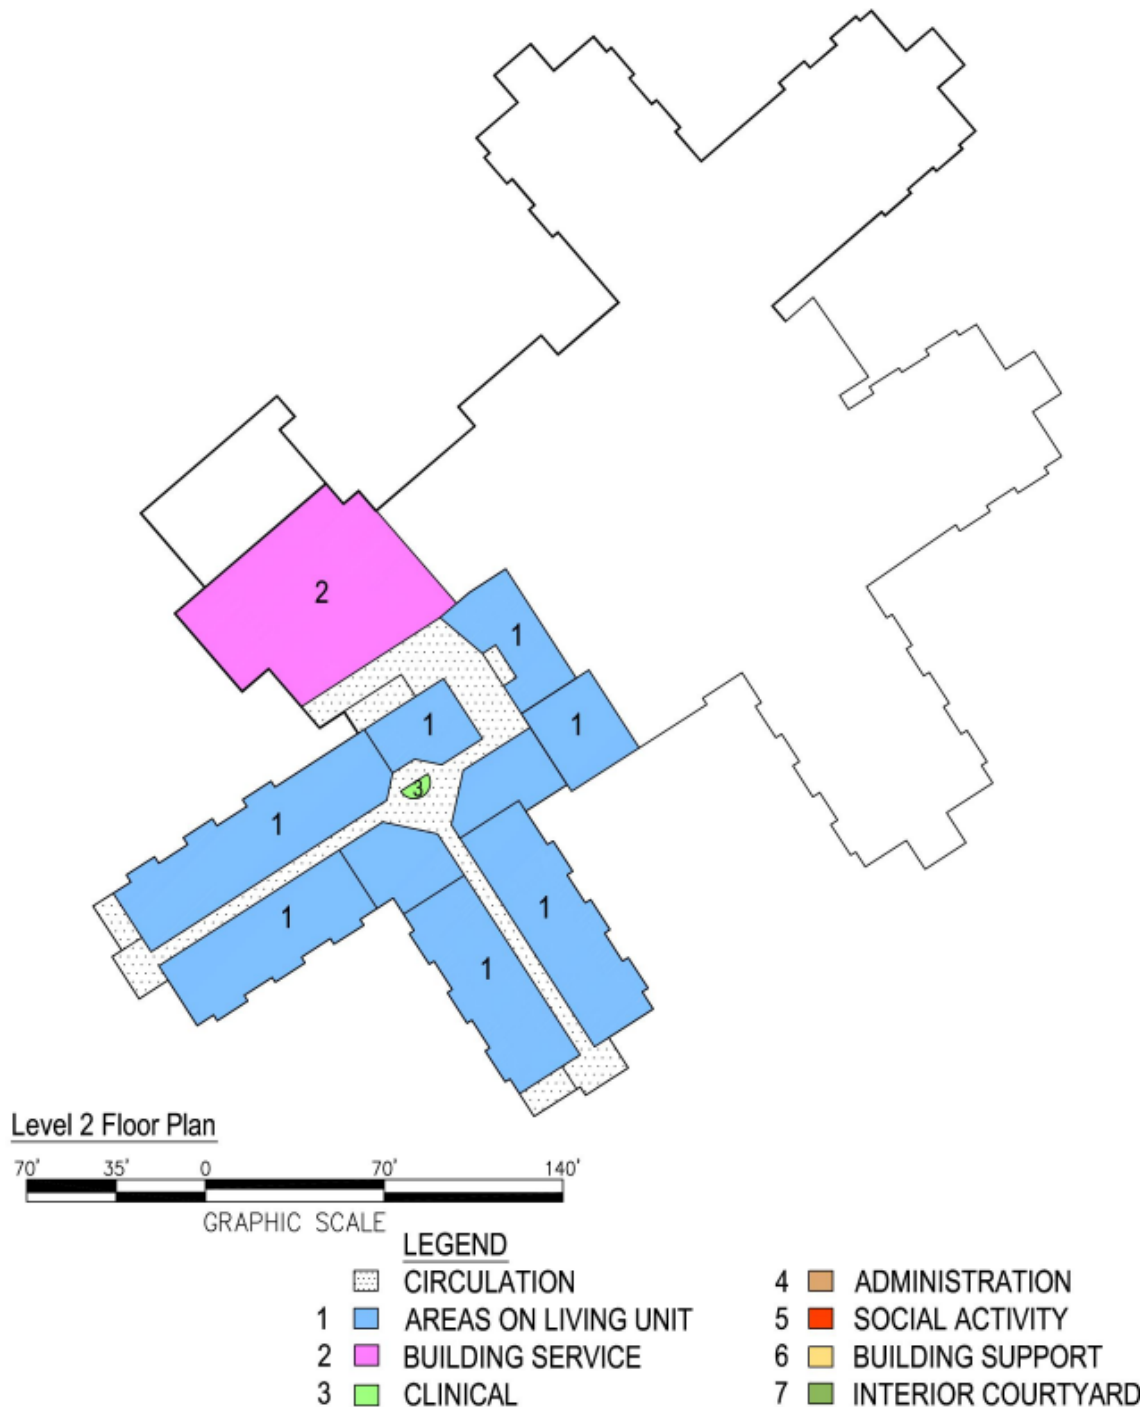 2
1
1
1
3
1
1
1
1
Level 2 Floor Plan
70' 35' 0 70' 140'
GRAPHIC SCALE
LEGEND
CIRCULATION
1 AREAS ON LIVING UNIT
2 BUILDING SERVICE
3 CLINICAL
4 ADMINISTRATION
5 SOCIAL ACTIVITY
6 BUILDING SUPPORT
7 INTERIOR COURTYARD